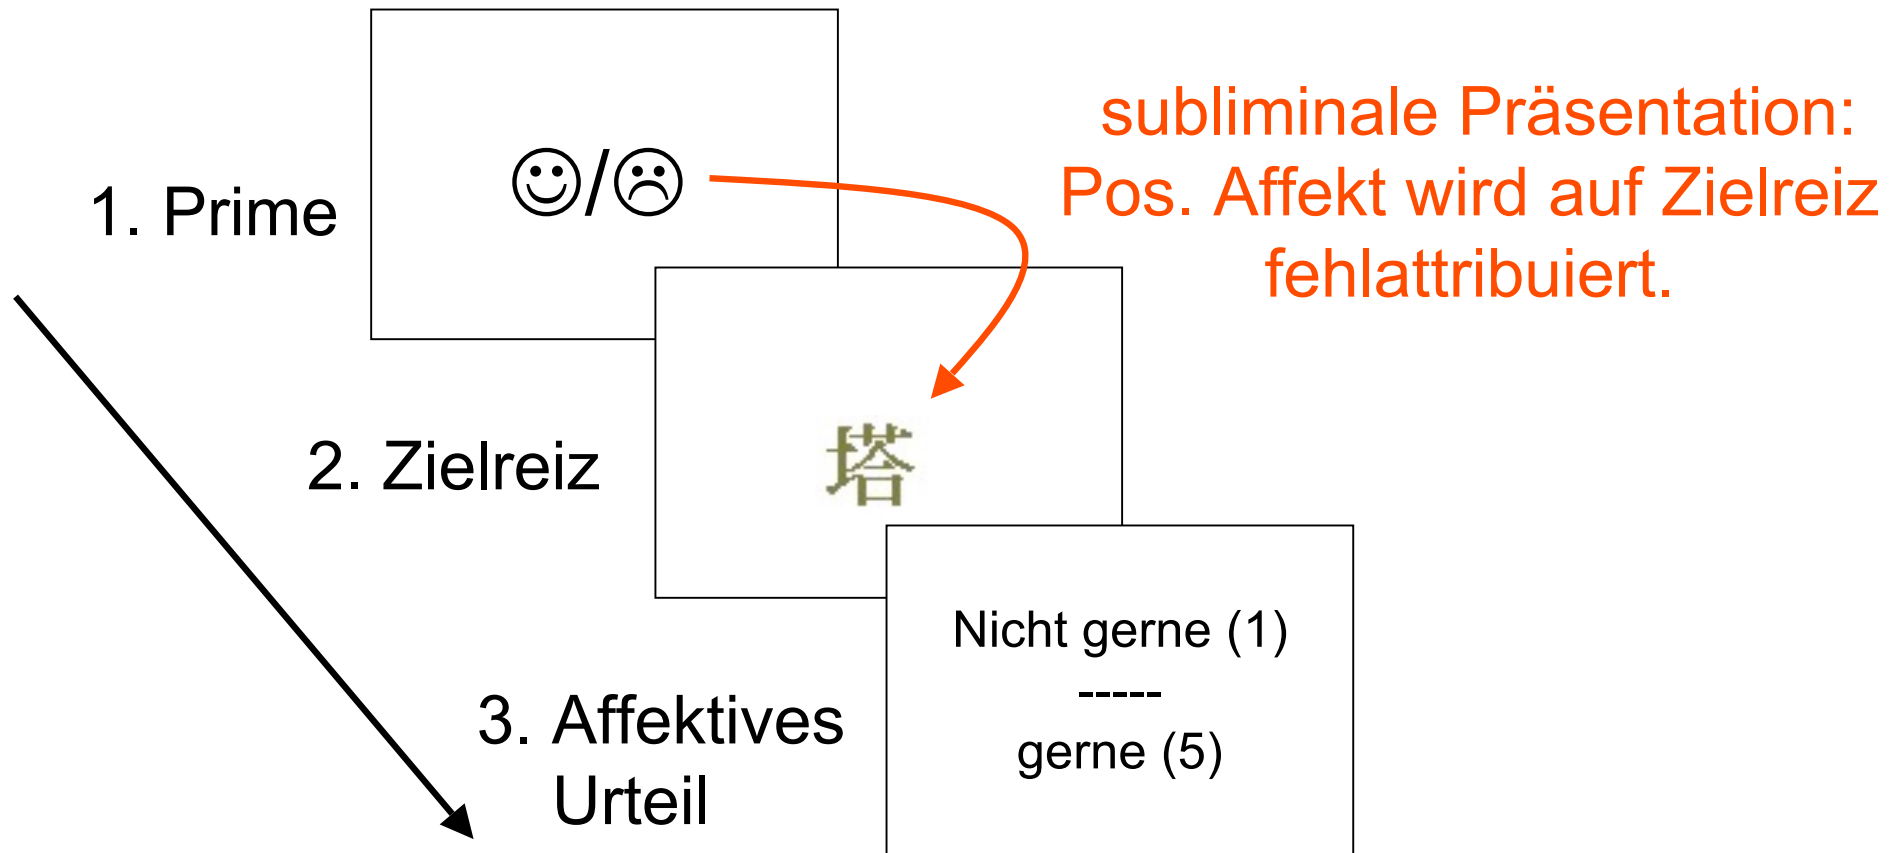 1. Prime
☺/☹
subliminale Präsentation:
Pos. Affekt wird auf Zielreiz
fehlattribuiert.
2. Zielreiz
塔
3. Affektives
Urteil
Nicht gerne (1)
-----
gerne (5)